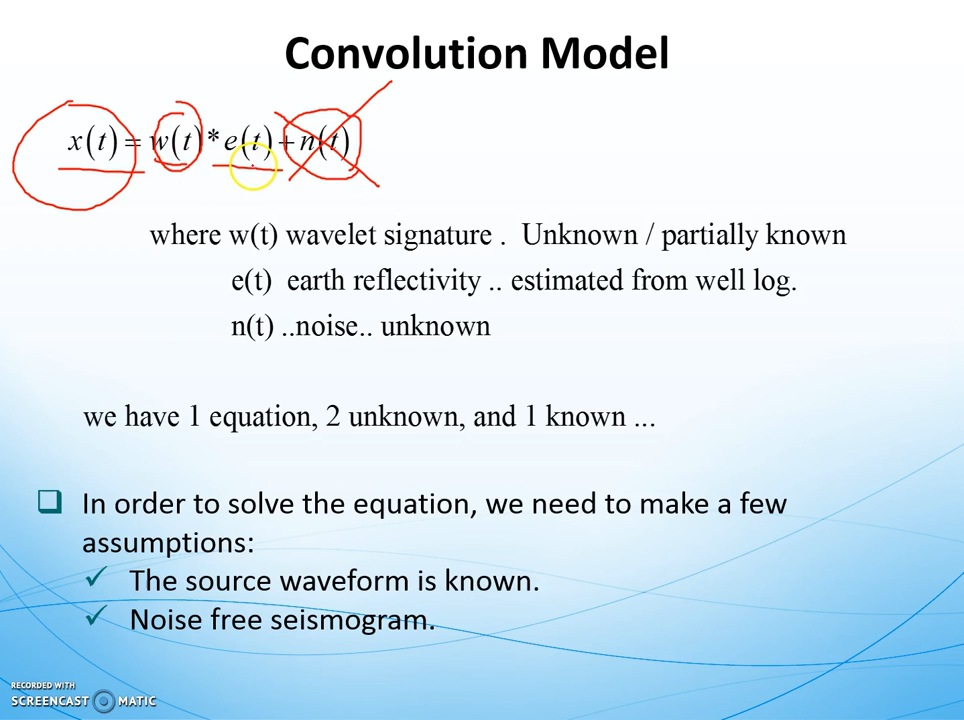 Convolution Model
x(t) = w(t) * e(t) + n(t)
where w(t) wavelet signature . Unknown / partially known
e(t) earth reflectivity .. estimated from well log.
n(t) ..noise.. unknown
we have 1 equation, 2 unknown, and 1 known ...
In order to solve the equation, we need to make a few
assumptions:
The source waveform is known.
Noise free seismogram.
RECORDED WITH
SCREENCAST MATIC